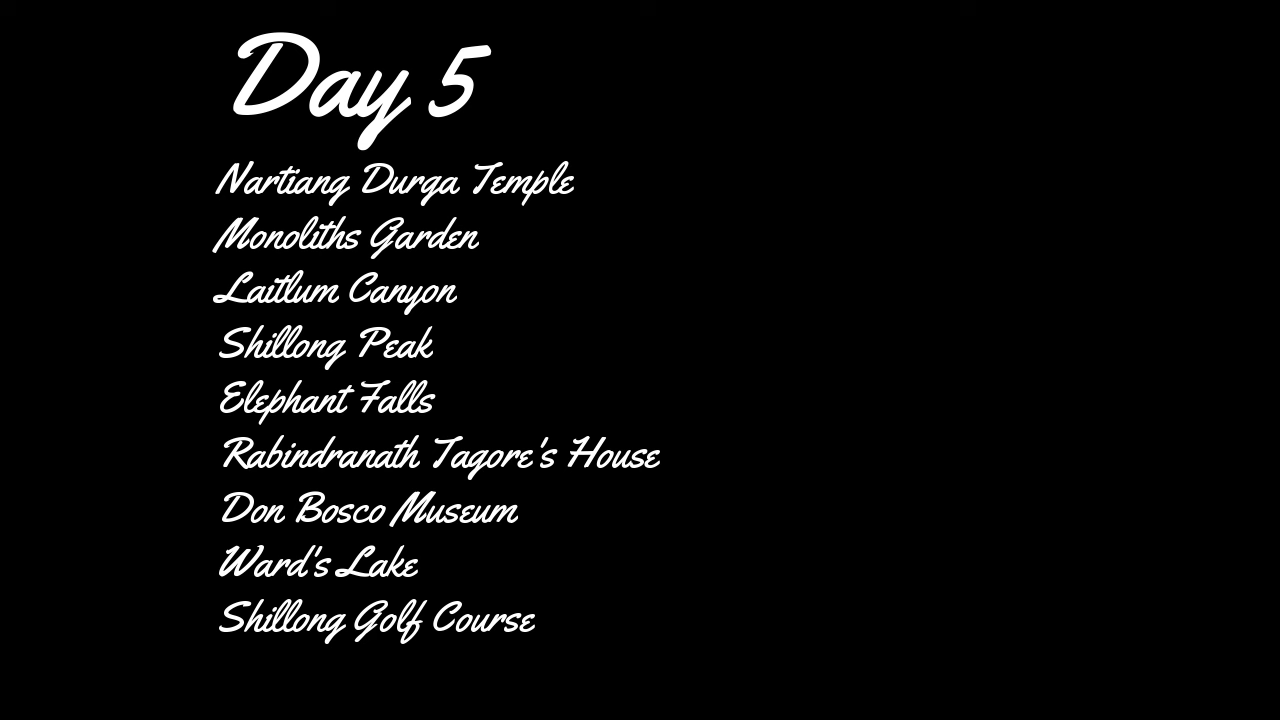 Day 5
Nartiang Durga Temple
Monoliths Garden
Laitlum Canyon
Shillong Peak
Elephant Falls
Rabindranath Tagore's House
Don Bosco Museum
Ward's Lake
Shillong Golf Course